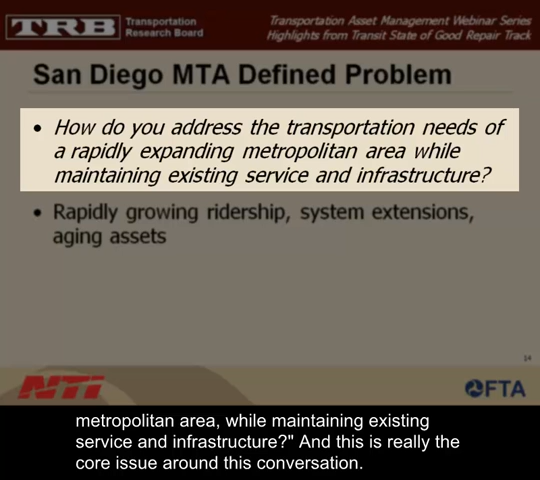 TRB Transportation Research Board
Transportation Asset Management Webinar Series
Highlights from Transit State of Good Repair Track
San Diego MTA Defined Problem
• How do you address the transportation needs of
a rapidly expanding metropolitan area while
maintaining existing service and infrastructure?
• Rapidly growing ridership, system extensions,
aging assets
14
NTI
FTA
metropolitan area, while maintaining existing
service and infrastructure?" And this is really the
core issue around this conversation.